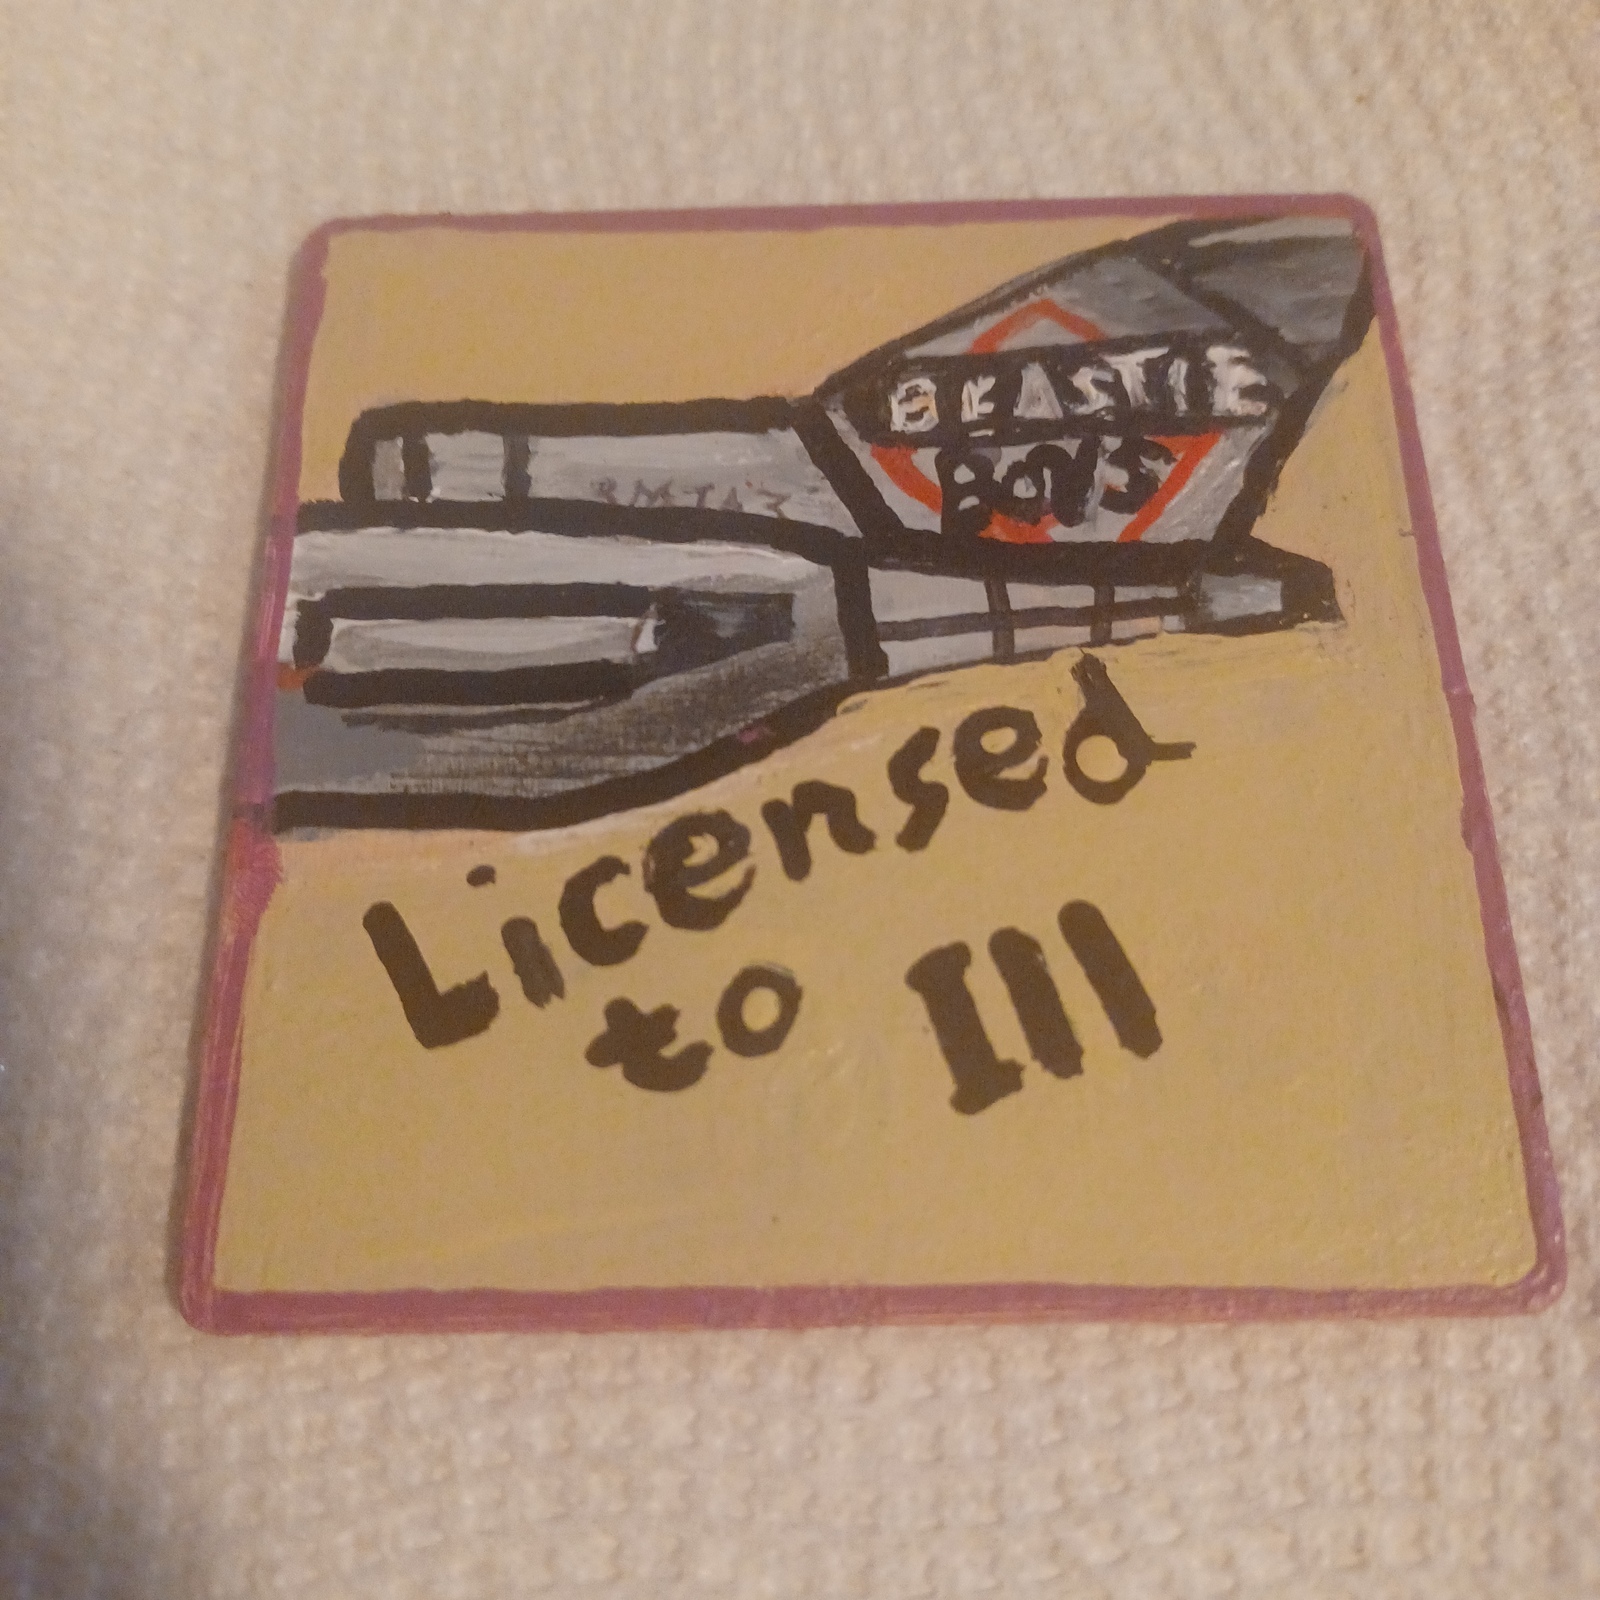 BEASTIE
BOYS
Licensed
to Ill